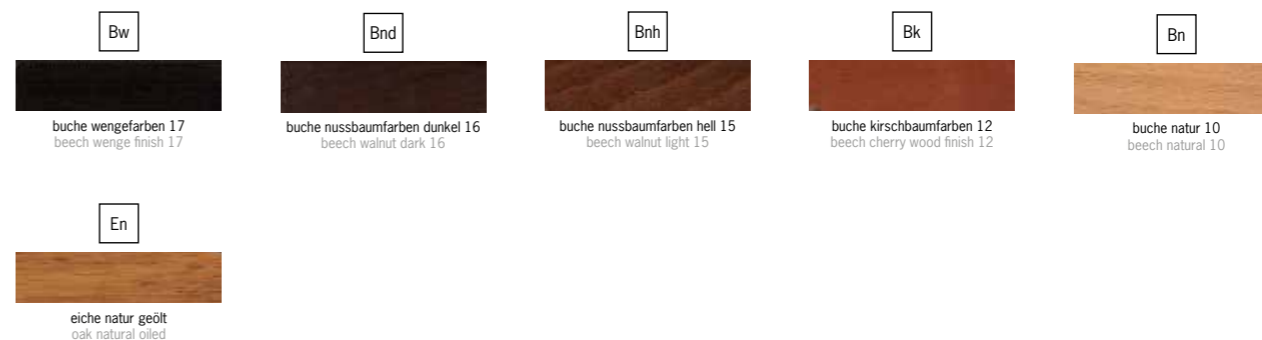 Bw
buche wengefarben 17
beech wenge finish 17
Bnd
buche nussbaumfarben dunkel 16
beech walnut dark 16
Bnh
buche nussbaumfarben hell 15
beech walnut light 15
Bk
buche kirschbaumfarben 12
beech cherry wood finish 12
Bn
buche natur 10
beech natural 10
En
eiche natur geölt
oak natural oiled